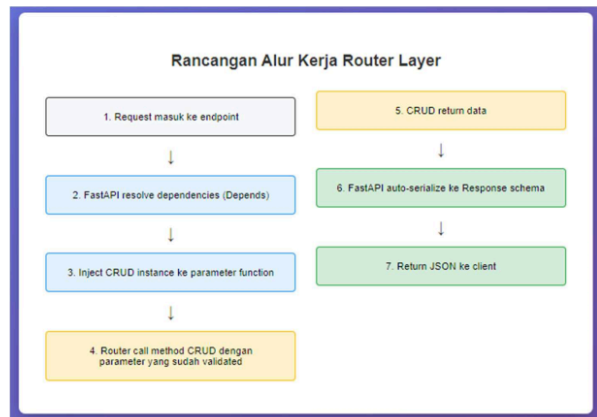 Rancangan Alur Kerja Router Layer
1. Request masuk ke endpoint
↓
2. FastAPI resolve dependencies (Depends)
↓
3. Inject CRUD instance ke parameter function
↓
4. Router call method CRUD dengan
parameter yang sudah validated
5. CRUD return data
↓
6. FastAPI auto-serialize ke Response schema
↓
7. Return JSON ke client